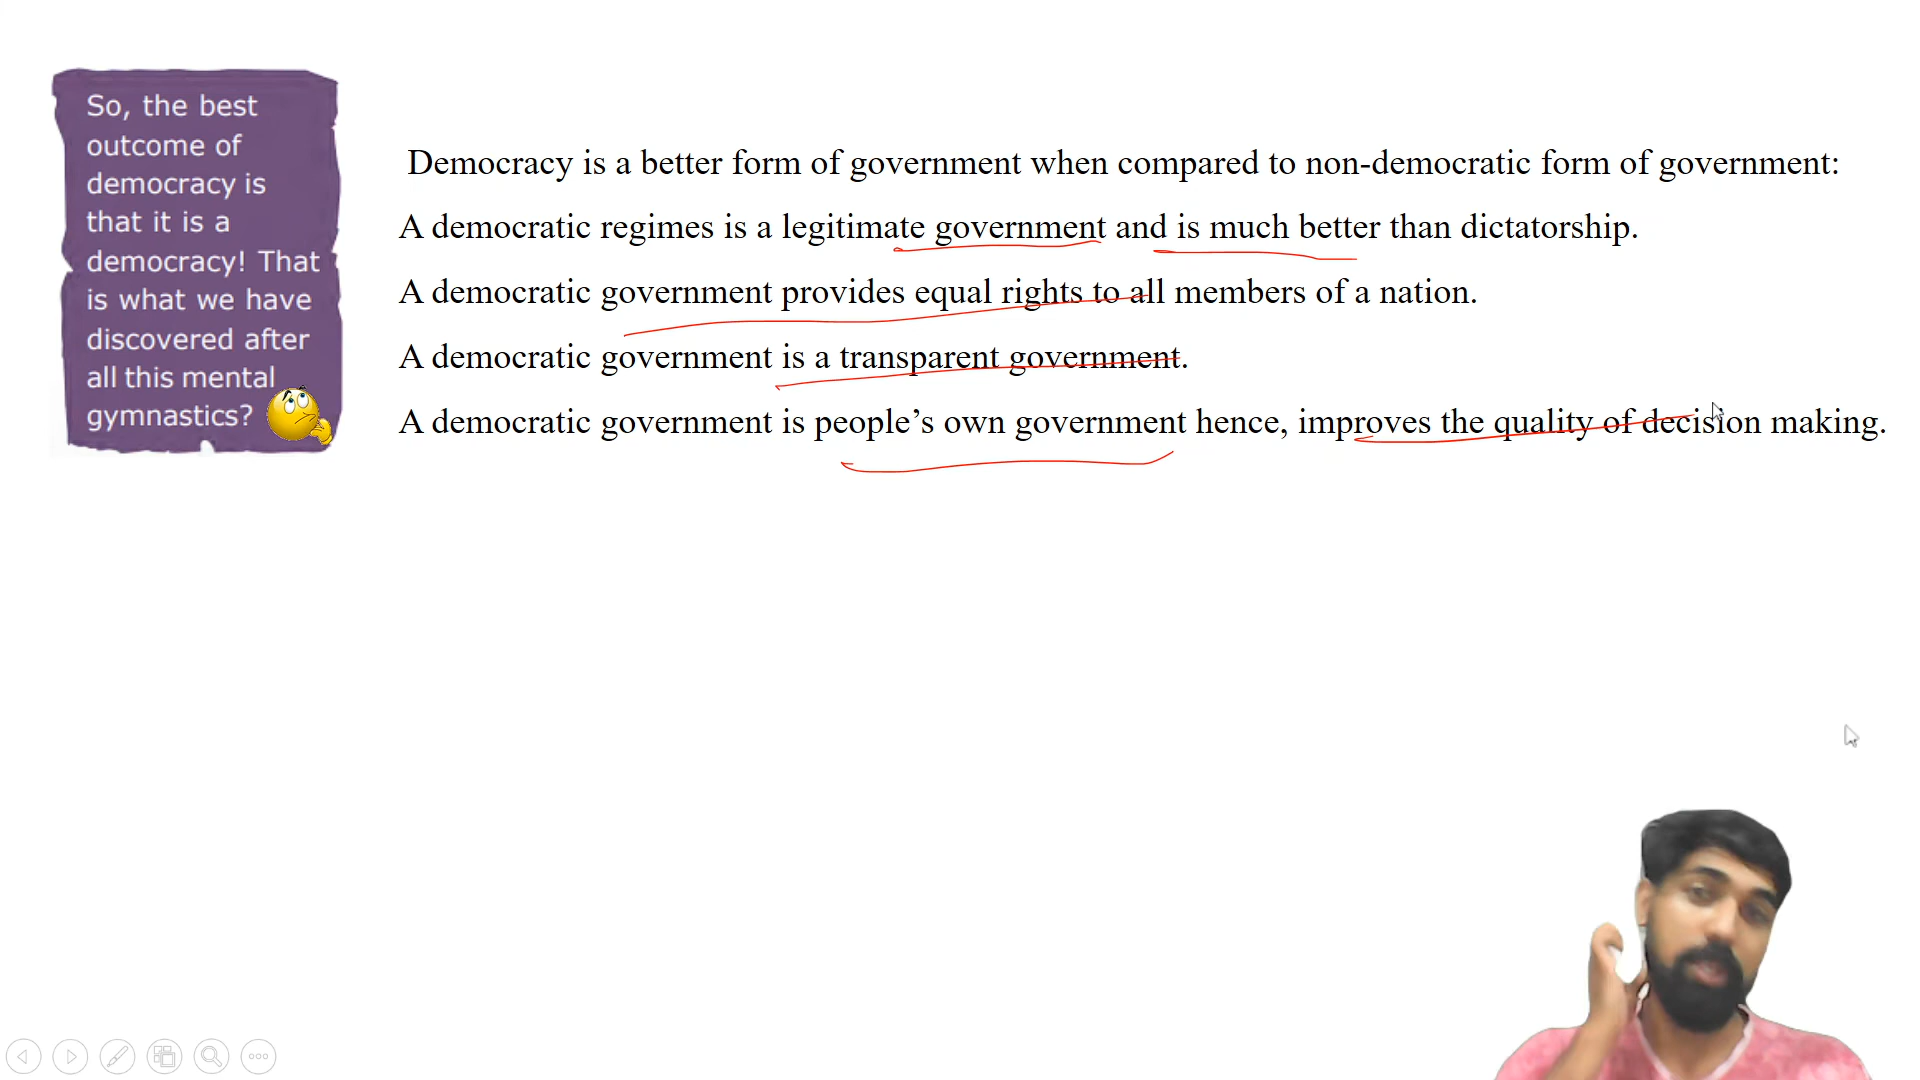 So, the best
outcome of
democracy is
that it is a
democracy! That
is what we have
discovered after
all this mental
gymnastics?
Democracy is a better form of government when compared to non-democratic form of government:
A democratic regimes is a legitimate government and is much better than dictatorship.
A democratic government provides equal rights to all members of a nation.
A democratic government is a transparent government.
A democratic government is people’s own government hence, improves the quality of decision making.